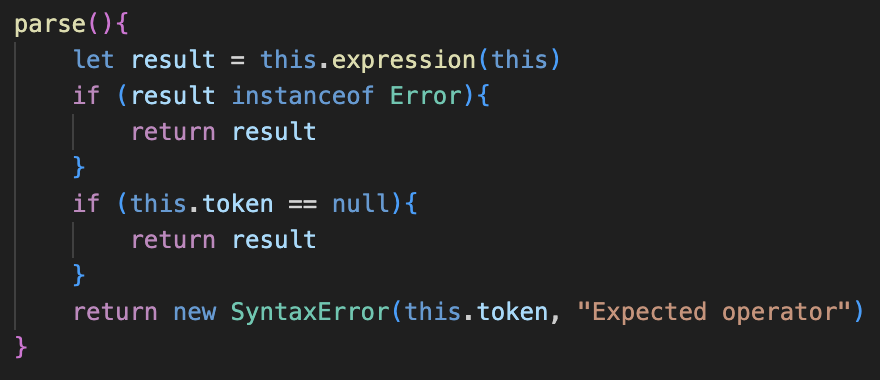 parse(){
    let result = this.expression(this)
    if (result instanceof Error){
        return result
    }
    if (this.token == null){
        return result
    }
    return new SyntaxError(this.token, "Expected operator")
}